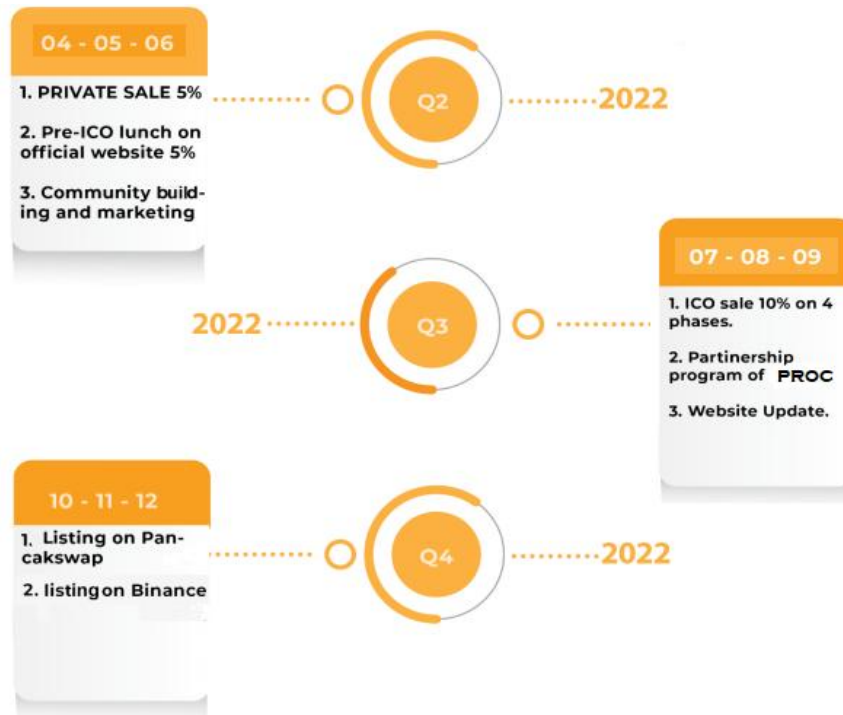 04 - 05 - 06
1. PRIVATE SALE 5%
2. Pre-ICO lunch on
official website 5%
3. Community build-
ing and marketing
Q2
2022
2022
Q3
07 - 08 - 09
1. ICO sale 10% on 4
phases.
2. Partinership
program of PROC
3. Website Update.
10 - 11 - 12
1. Listing on Pan-
cakswap
2. listingon Binance
Q4
2022